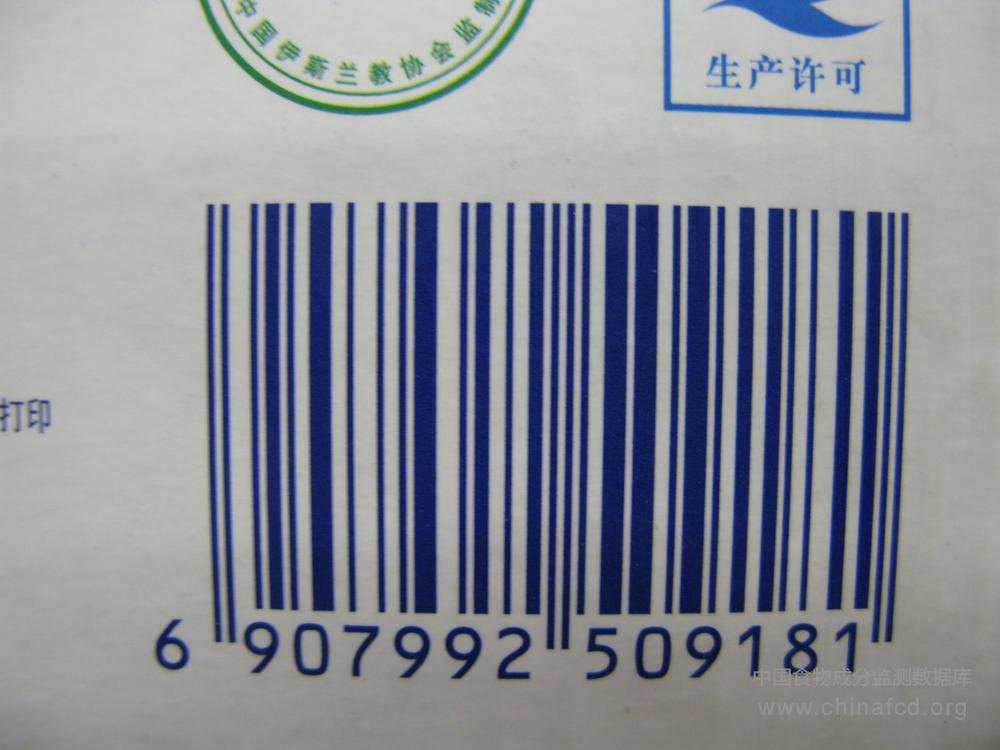 中国伊斯兰教协会监制
生产许可
打印
6 907992 509181
中国食物成分监测数据库
www.chinafcd.org